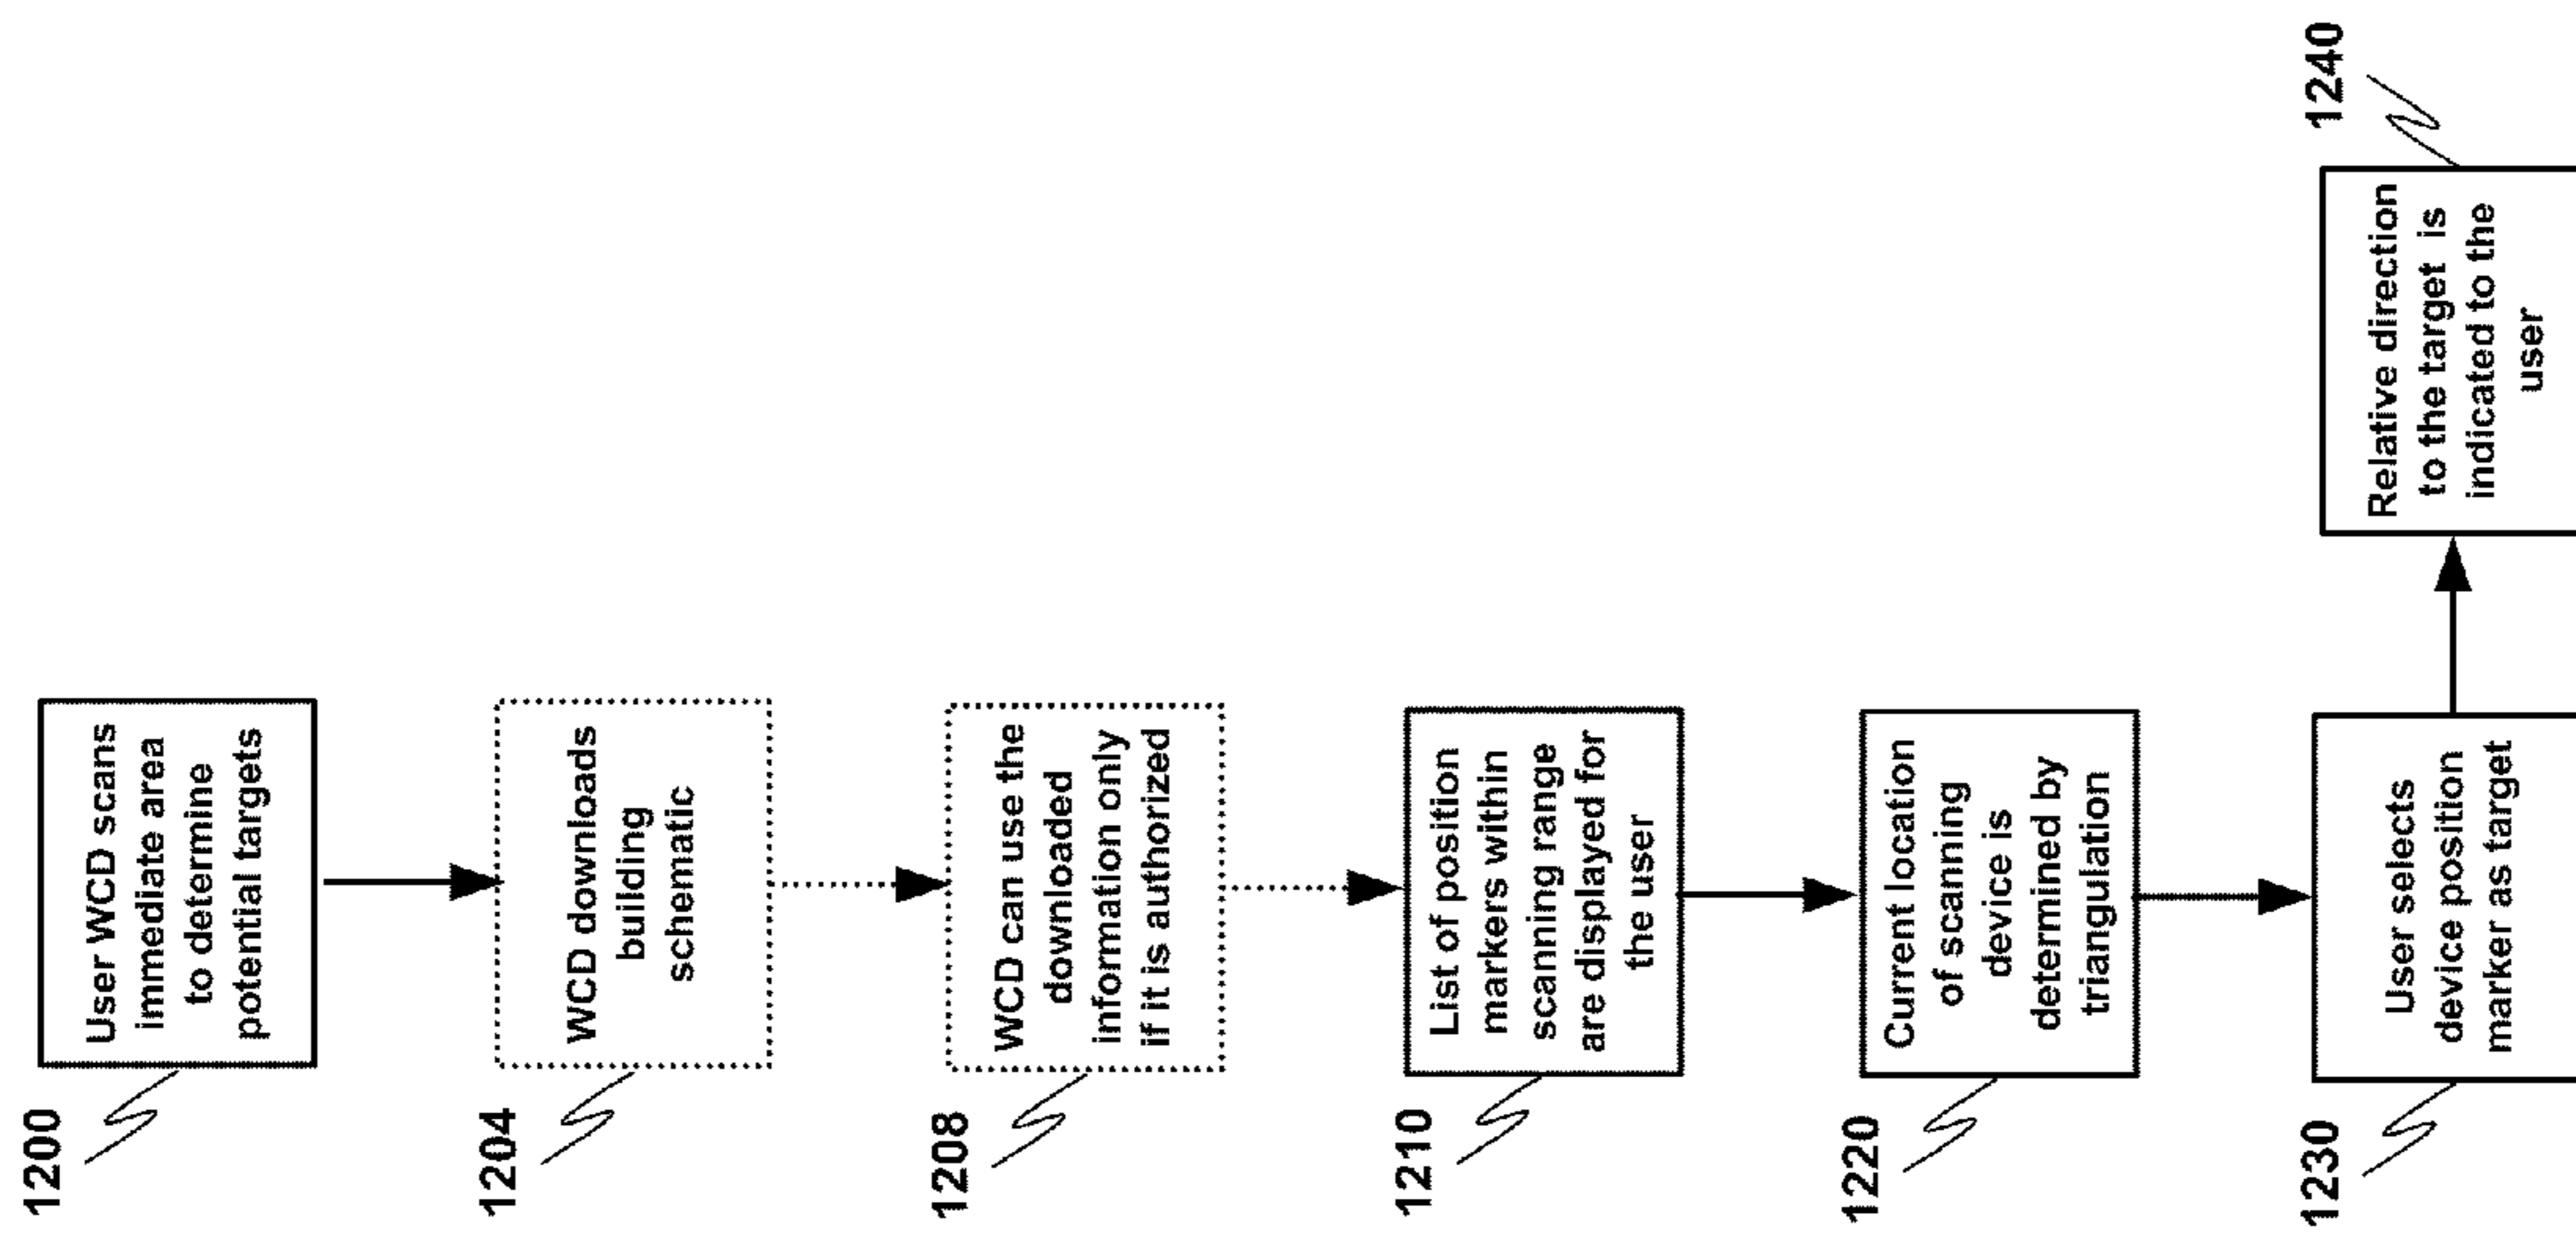 1200
User WCD scans
immediate area
to determine
potential targets
1204
WCD downloads
building
schematic
1208
WCD can use the
downloaded
information only
if it is authorized
1210
List of position
markers within
scanning range
are displayed for
the user
1220
Current location
of scanning
device is
determined by
triangulation
1230
User selects
device position
marker as target
1240
Relative direction
to the target is
indicated to the
user